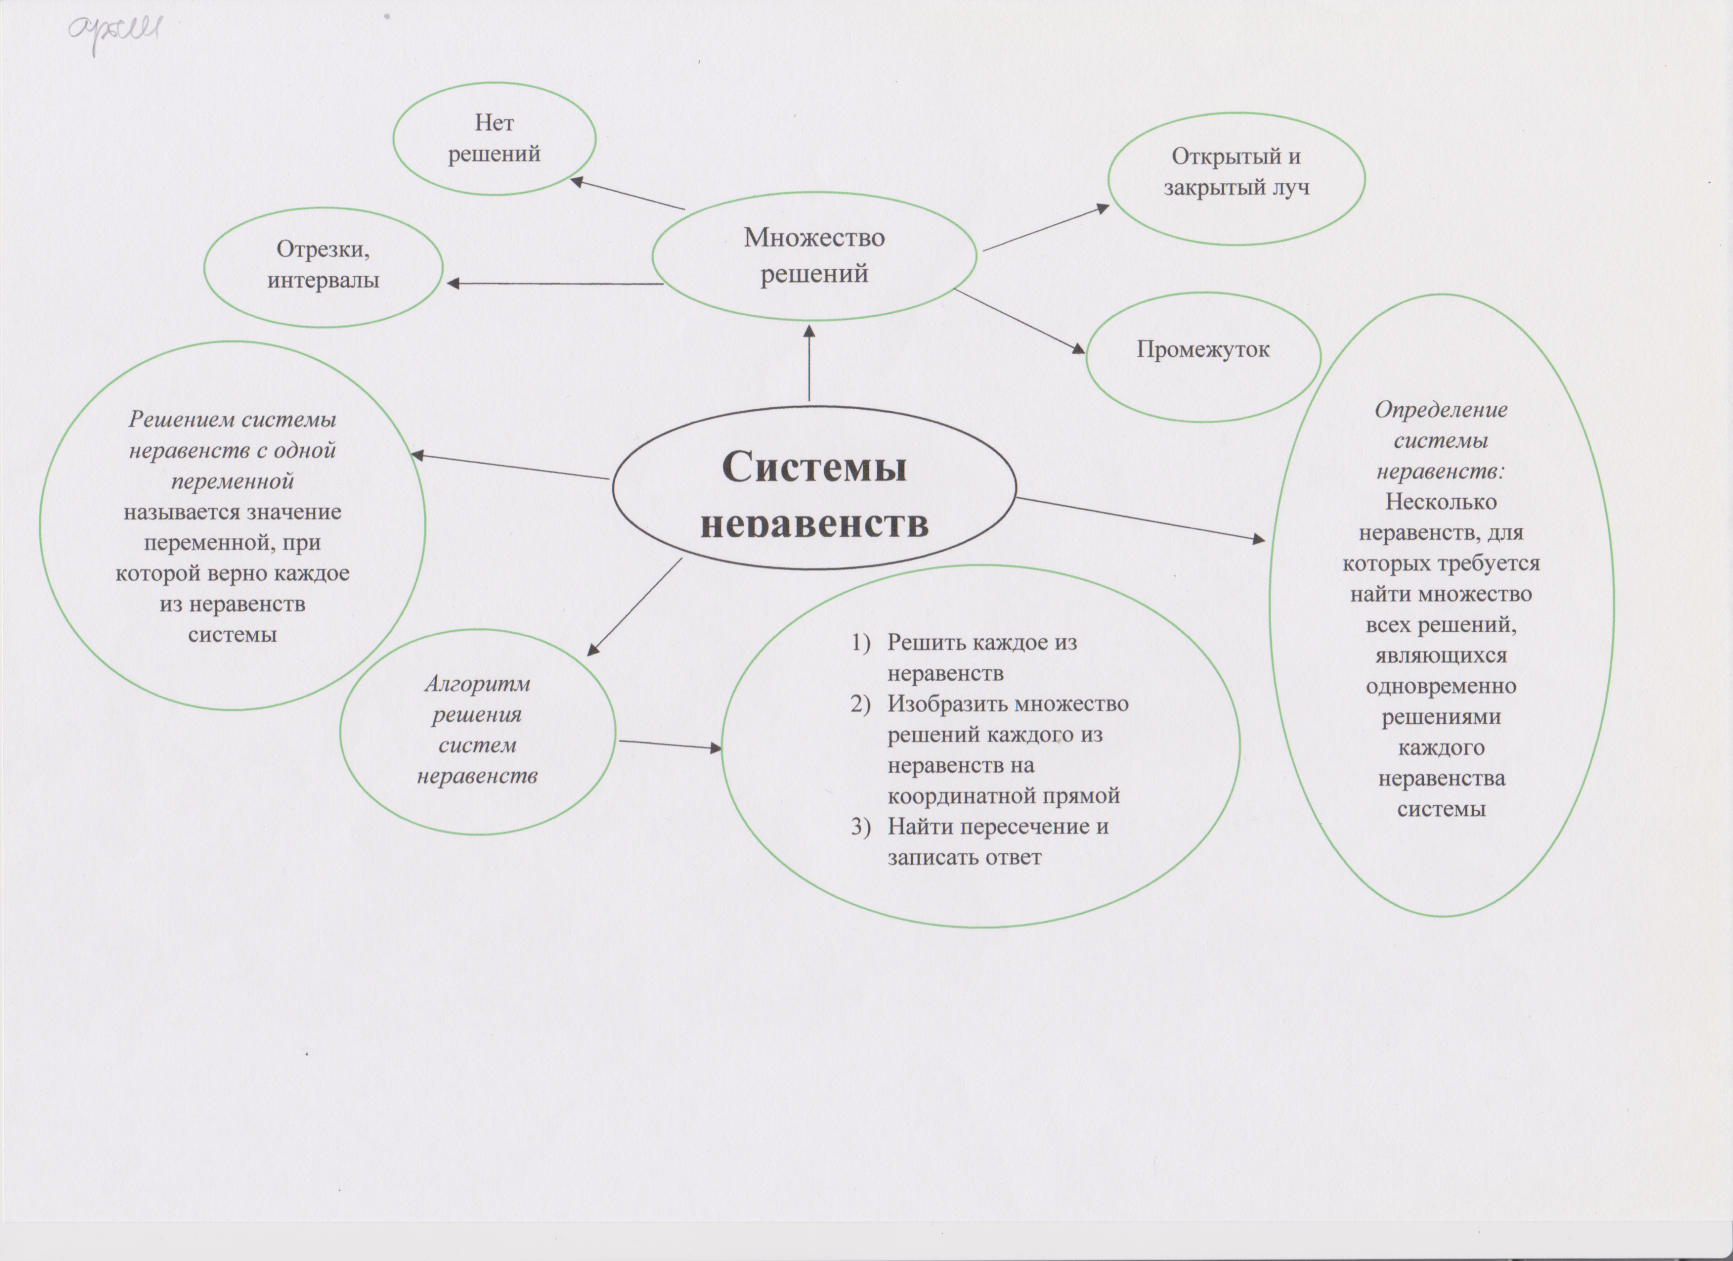 Нет
решений
Открытый и
закрытый луч
Множество
решений
Отрезки,
интервалы
Промежуток
Решением системы
неравенств с одной
переменной
называется значение
переменной, при
которой верно каждое
из неравенств
системы
Системы
неравенств
Определение
системы
неравенств:
Несколько
неравенств, для
которых требуется
найти множество
всех решений,
являющихся
одновременно
решениями
каждого
неравенства
системы
Алгоритм
решения
систем
неравенств
1) Решить каждое из
неравенств
2) Изобразить множество
решений каждого из
неравенств на
координатной прямой
3) Найти пересечение и
записать ответ